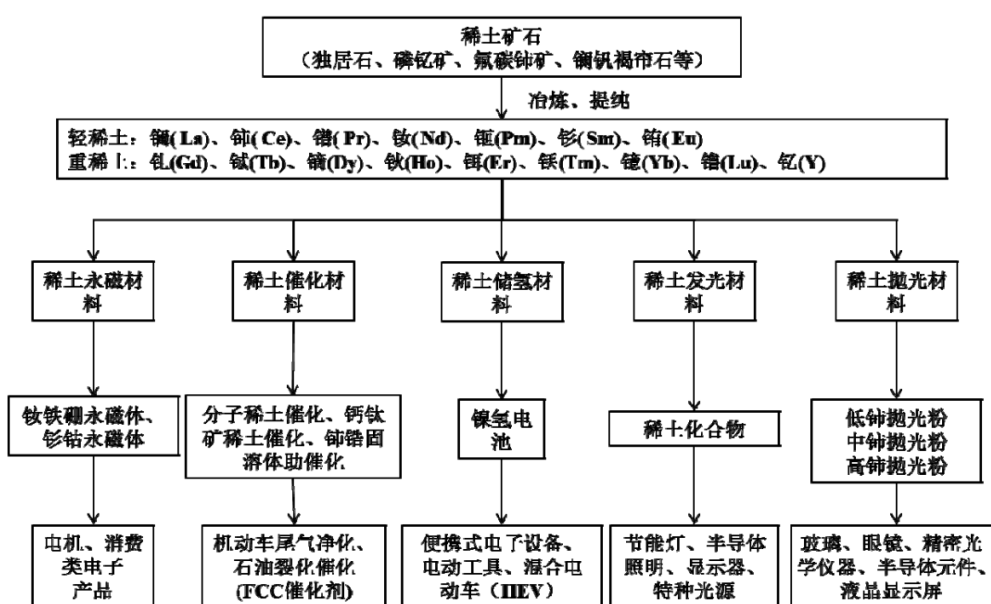 稀土矿石
（独居石、磷钇矿、氟碳铈矿、镧钒褐帘石等）
冶炼、提纯
轻稀土：镧(La)、铈(Ce)、镨(Pr)、钕(Nd)、钷(Pm)、钐(Sm)、铕(Eu)
重稀土：钆(Gd)、铽(Tb)、镝(Dy)、钬(Ho)、铒(Er)、铥(Tm)、镱(Yb)、镥(Lu)、钇(Y)
稀土永磁材
料
稀土催化材
料
稀土储氢材
料
稀土发光材
料
稀土抛光材
料
钕铁硼永磁体、
钐钴永磁体
分子稀土催化、钙钛
矿稀土催化、铈锆固
溶体助催化
镍氢电
池
稀土化合物
低铈抛光粉
中铈抛光粉
高铈抛光粉
电机、消费
类电子
产品
机动车尾气净化、
石油裂化催化
(FCC催化剂)
便携式电子设备、
电动工具、混合电
动车（HEV）
节能灯、半导体
照明、显示器、
特种光源
玻璃、眼镜、精密光
学仪器、半导体元件、
液晶显示屏